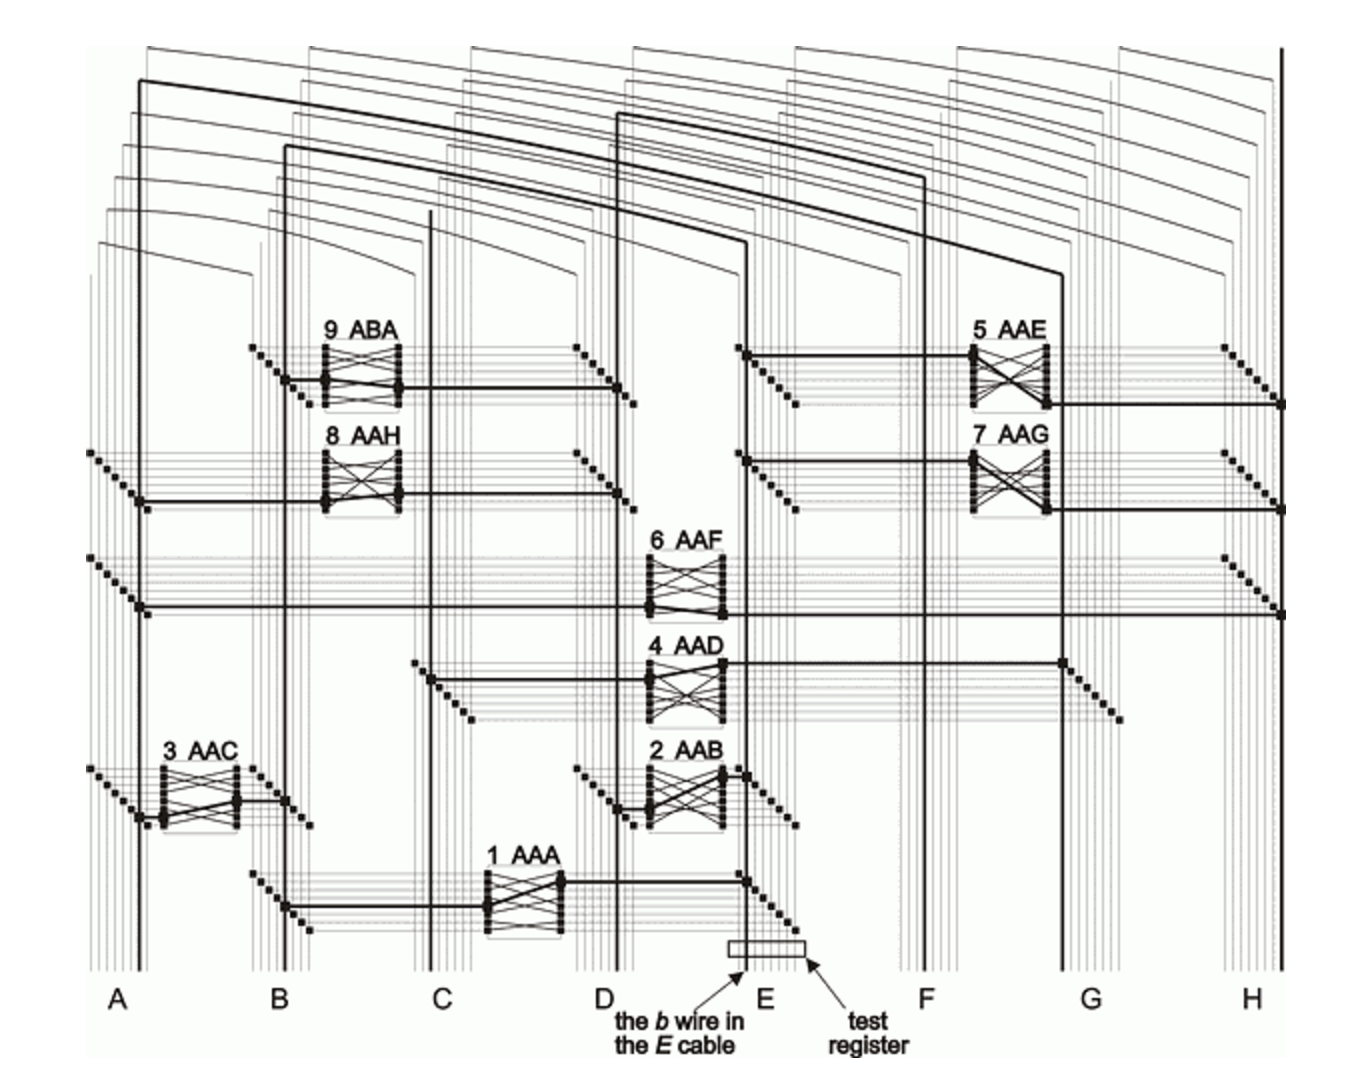 9 ABA
5 AAE
8 AAH
7 AAG
6 AAF
4 AAD
3 AAC
2 AAB
1 AAA
A B C D E F G H
the b wire in
the E cable
test
register